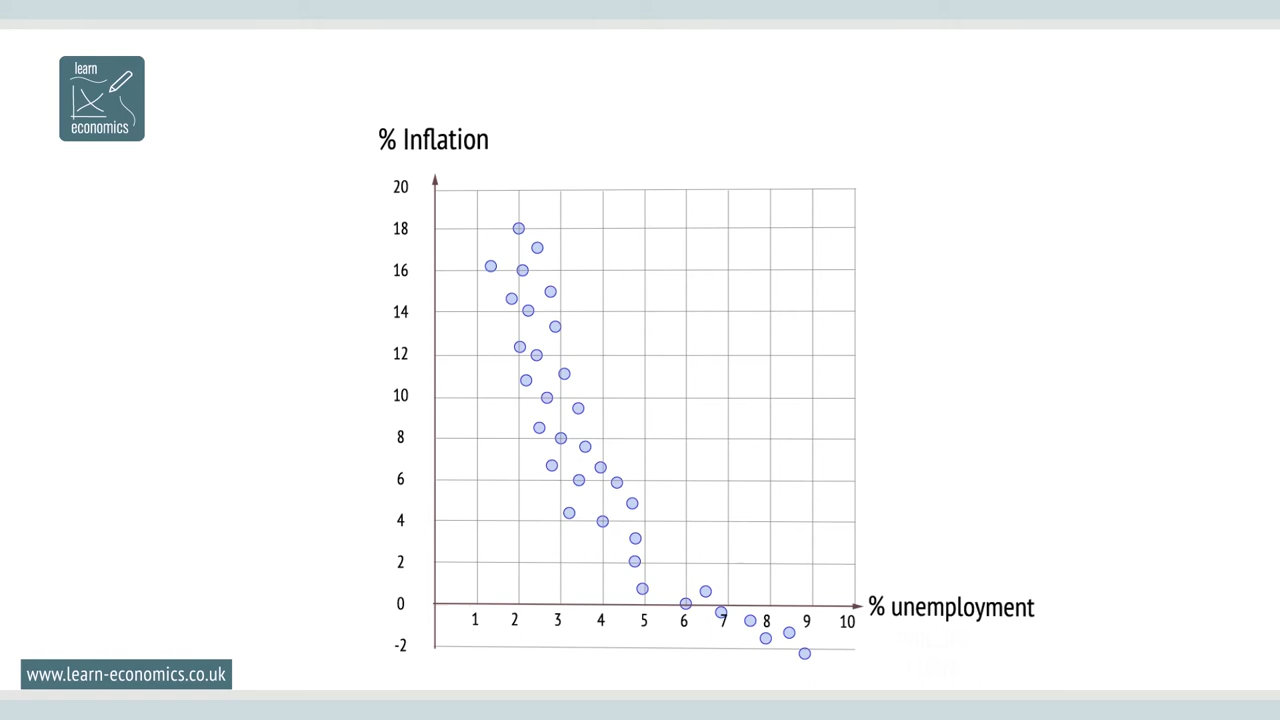 learn
economics
% Inflation
20
18
16
14
12
10
8
6
4
2
0
-2
1 2 3 4 5 6 7 8 9 10
% unemployment
www.learn-economics.co.uk